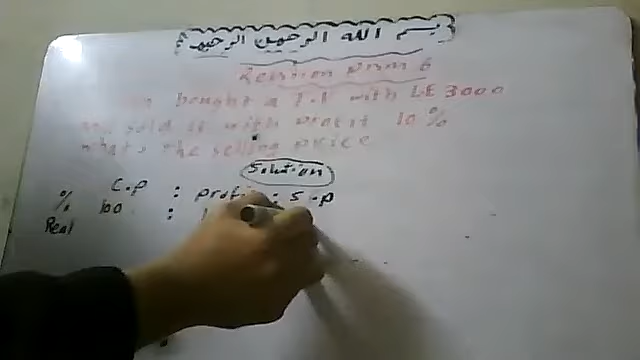 بسم الله الرحمن الرحيم
Revision prim 6
bought a T.V with LE 3000
sold it with profit 10 %
what's the selling price
Solution
C.p : profit : S.p
% 100 :
Real